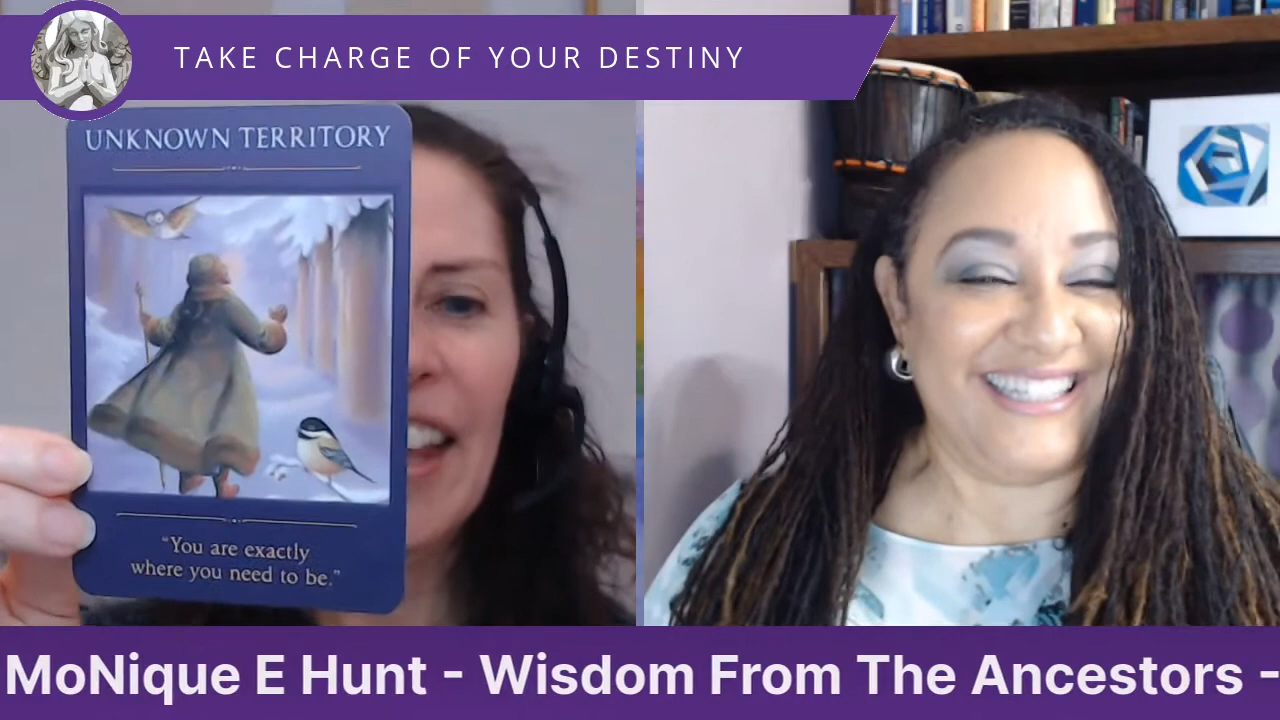 TAKE CHARGE OF YOUR DESTINY
UNKNOWN TERRITORY
“You are exactly
where you need to be.”
MoNique E Hunt - Wisdom From The Ancestors -